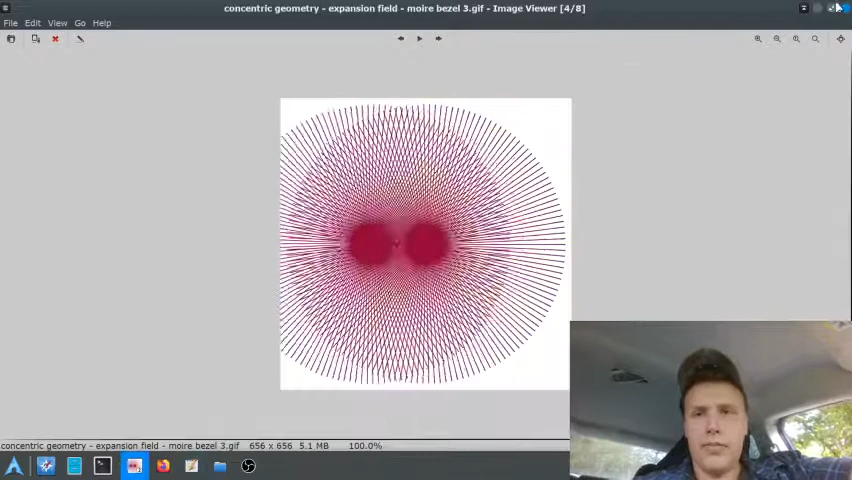 concentric geometry - expansion field - moire bezel 3.gif - Image Viewer [4/8]
File Edit View Go Help
concentric geometry - expansion field - moire bezel 3.gif 656 x 656 5.1 MB 100.0%